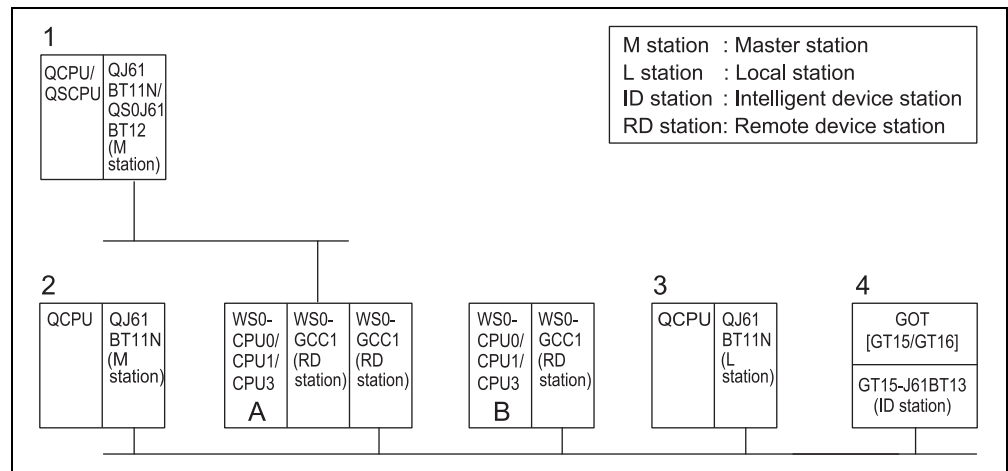 1
QCPU/
QSCPU
QJ61
BT11N/
QS0J61
BT12
(M
station)
M station : Master station
L station : Local station
ID station : Intelligent device station
RD station: Remote device station
2
QCPU
QJ61
BT11N
(M
station)
WS0-
CPU0/
CPU1/
CPU3
A
WS0-
GCC1
(RD
station)
WS0-
GCC1
(RD
station)
WS0-
CPU0/
CPU1/
CPU3
B
WS0-
GCC1
(RD
station)
3
QCPU
QJ61
BT11N
(L
station)
4
GOT
[GT15/GT16]
GT15-J61BT13
(ID station)